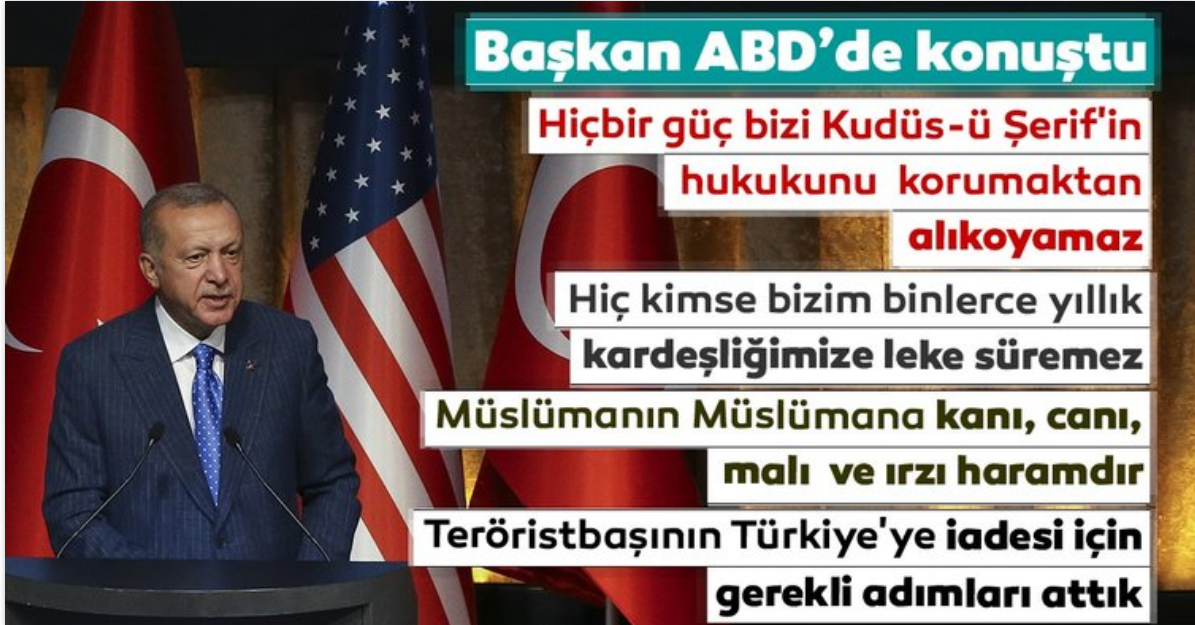 Başkan ABD’de konuştu
Hiçbir güç bizi Kudüs-ü Şerif'in
hukukunu korumaktan
alıkoyamaz
Hiç kimse bizim binlerce yıllık
kardeşliğimize leke süremez
Müslümanın Müslümana kanı, canı,
malı ve ırzı haramdır
Teröristbaşının Türkiye'ye iadesi için
gerekli adımları attık